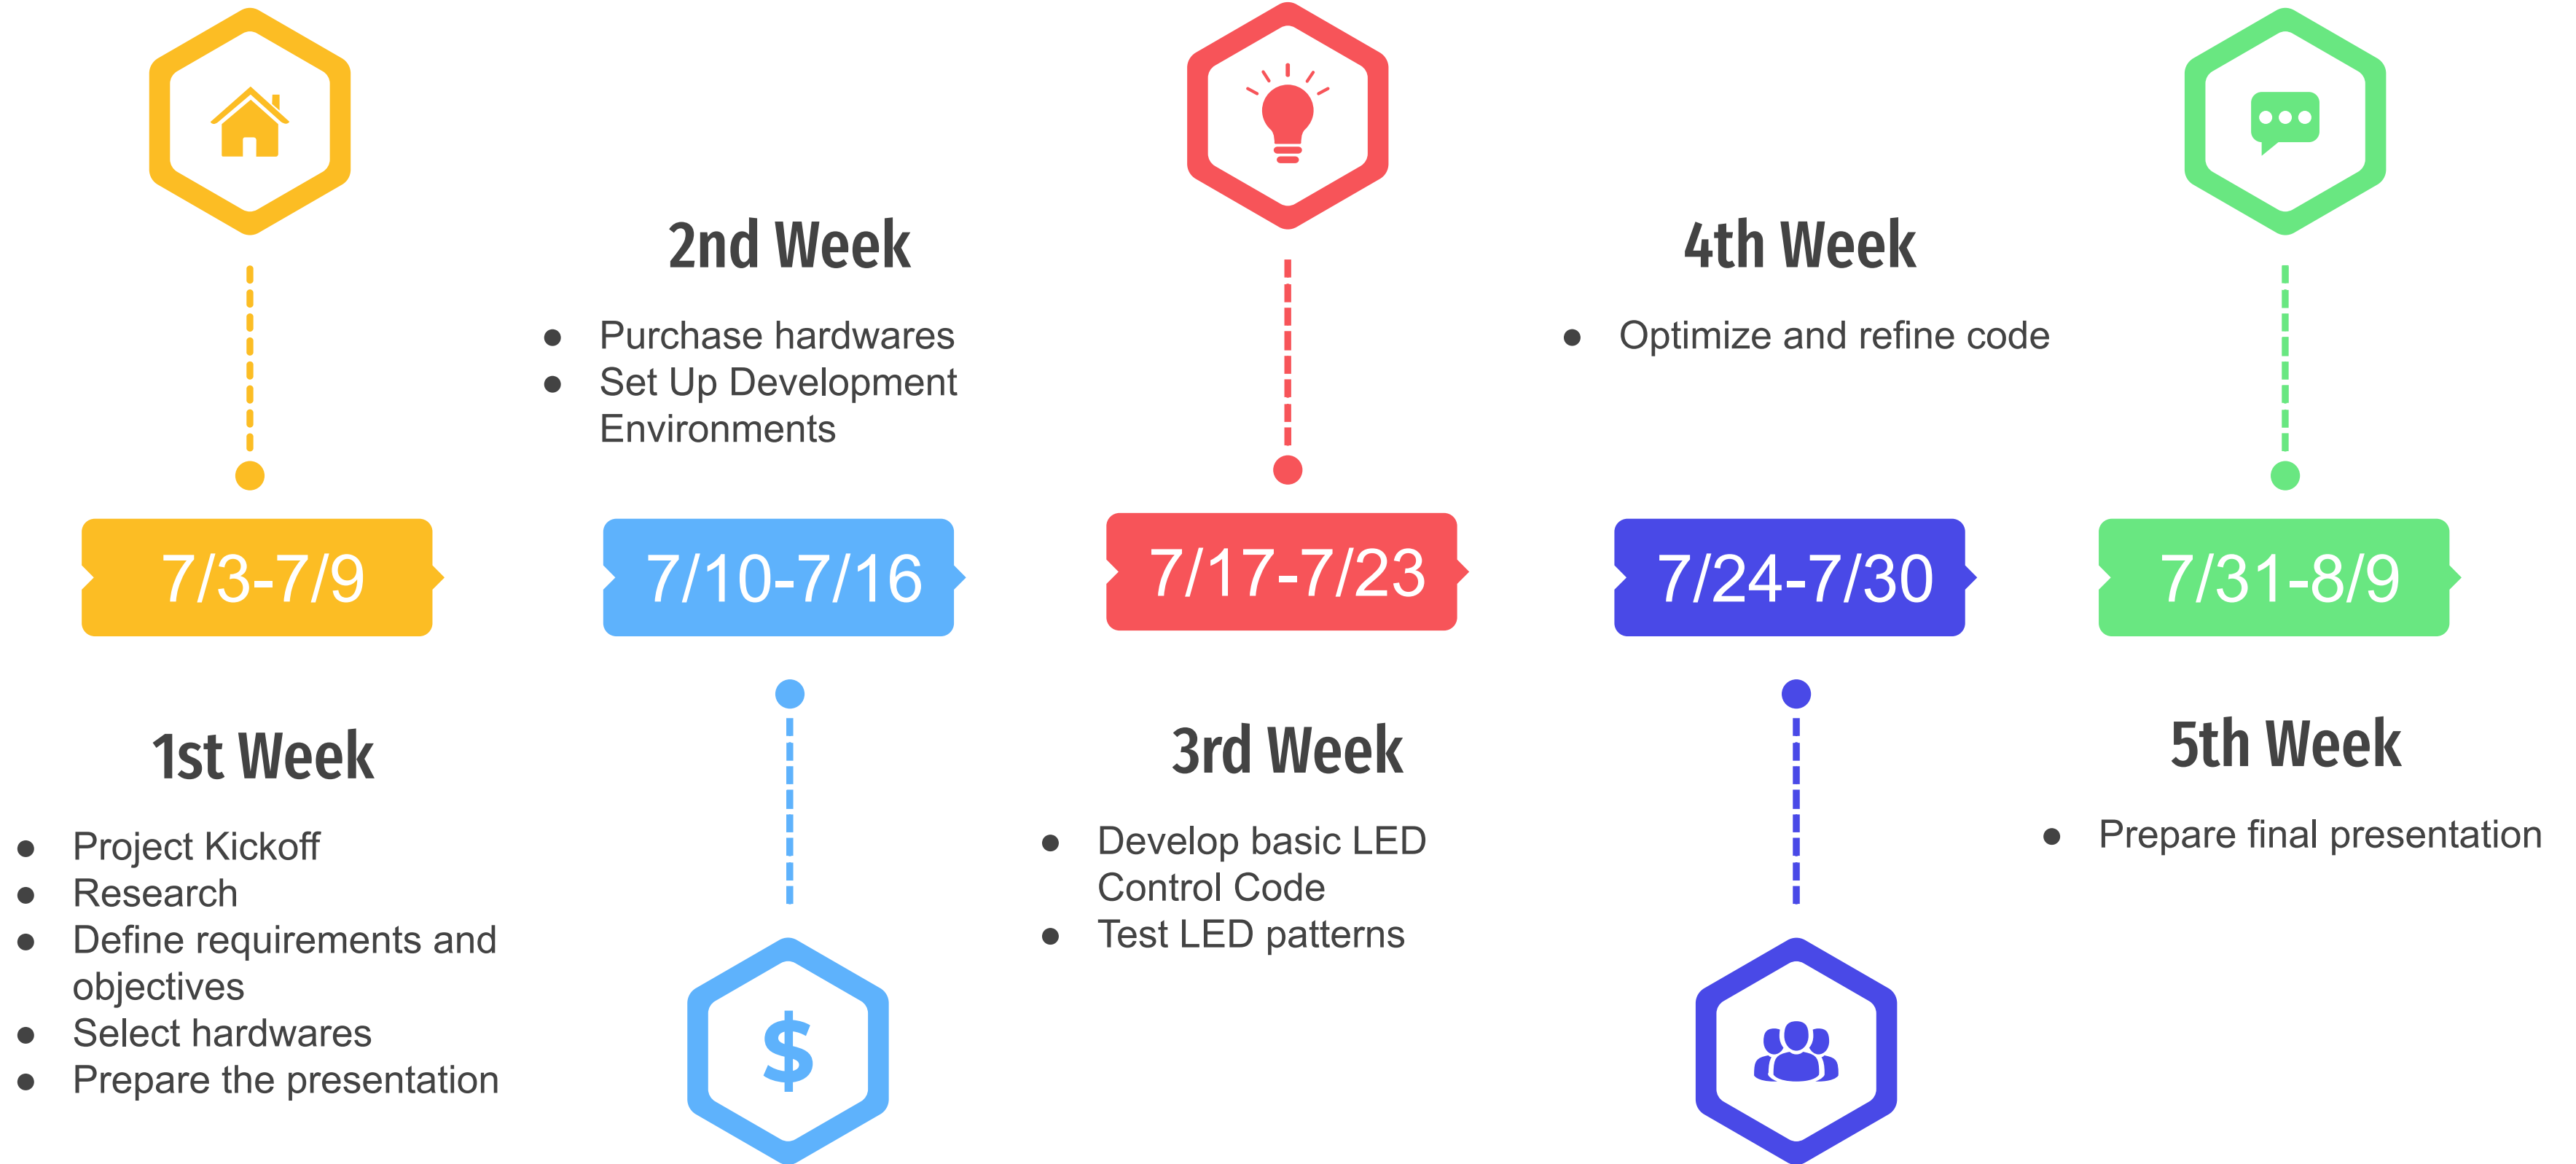 7/3-7/9
1st Week
● Project Kickoff
● Research
● Define requirements and
objectives
● Select hardwares
● Prepare the presentation
2nd Week
● Purchase hardwares
● Set Up Development
Environments
7/10-7/16
$
7/17-7/23
3rd Week
● Develop basic LED
Control Code
● Test LED patterns
4th Week
● Optimize and refine code
7/24-7/30
7/31-8/9
5th Week
● Prepare final presentation